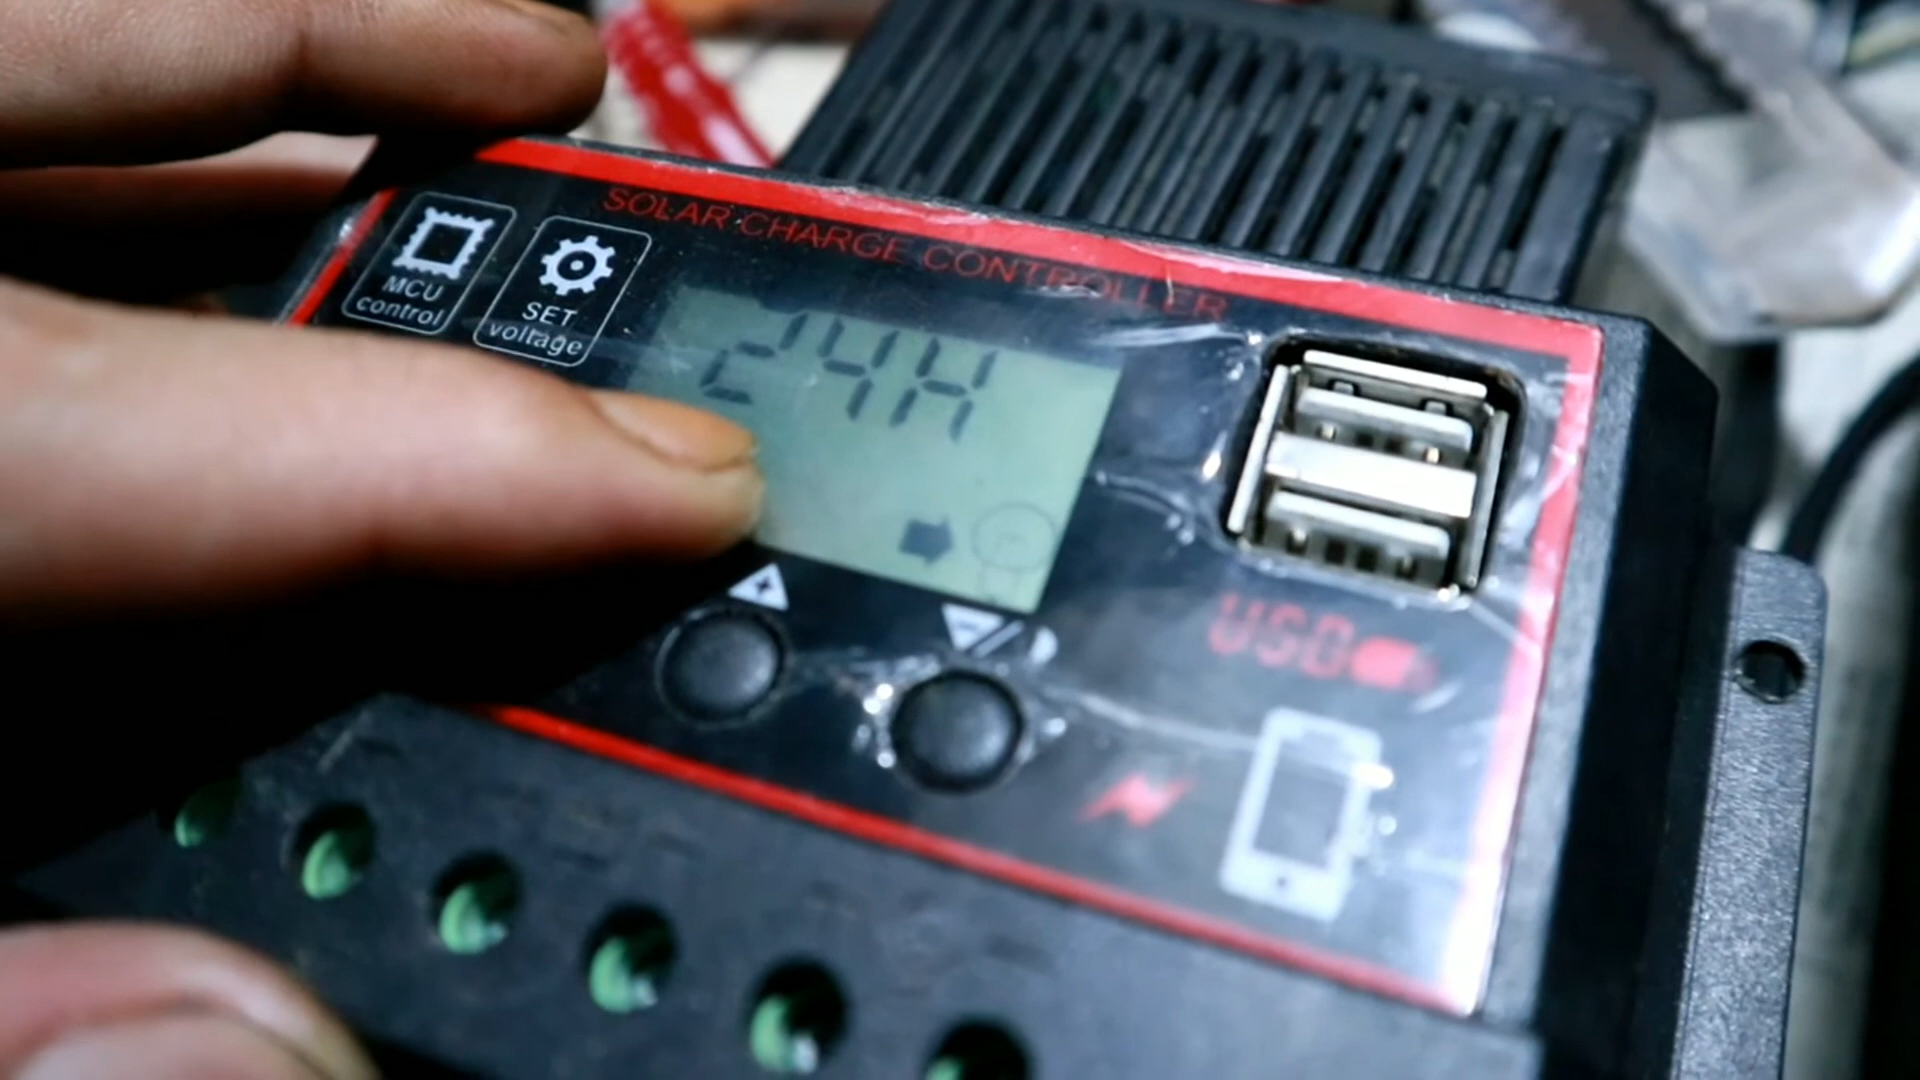 SOLAR CHARGE CONTROLLER
MCU
control
SET
voltage
24H
USB